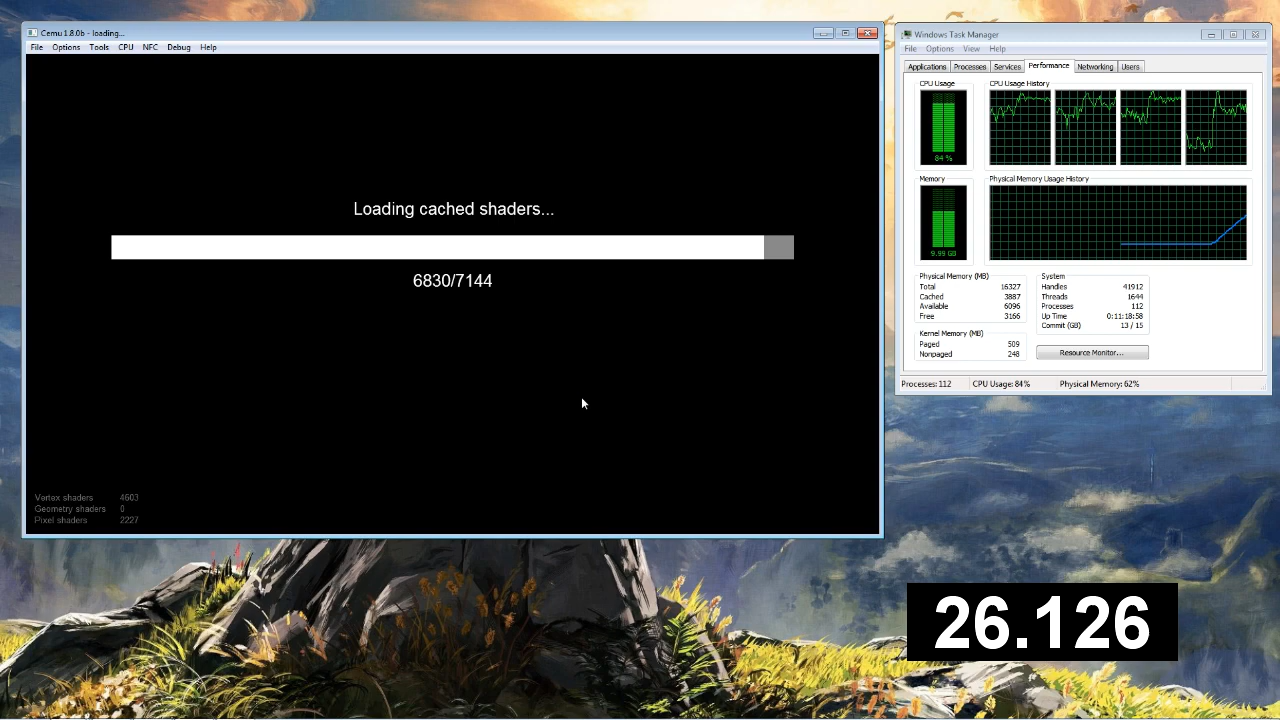 Cemu 1.8.0b - loading...
File Options Tools CPU NFC Debug Help
Loading cached shaders...
6830/7144
Vertex shaders 4603
Geometry shaders 0
Pixel shaders 2227
Windows Task Manager
File Options View Help
Applications Processes Services Performance Networking Users
CPU Usage CPU Usage History
84 %
Memory Physical Memory Usage History
9.99 GB
Physical Memory (MB)
Total 16327
Cached 3887
Available 6096
Free 3166
Kernel Memory (MB)
Paged 509
Nonpaged 248
System
Handles 41912
Threads 1644
Processes 112
Up Time 0:11:18:58
Commit (GB) 13 / 15
Resource Monitor...
Processes: 112 CPU Usage: 84% Physical Memory: 62%
26.126